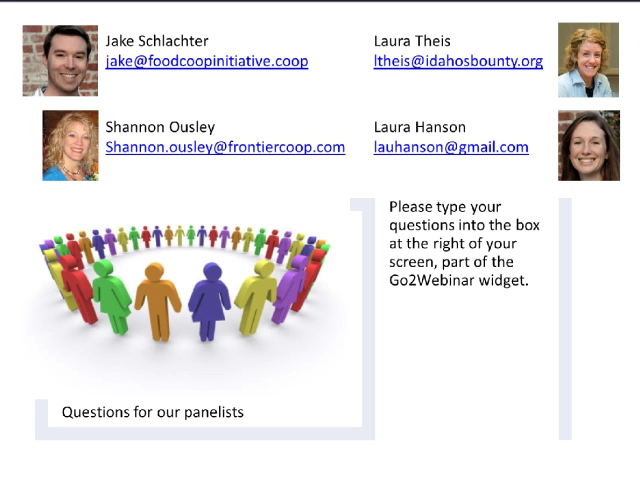 Jake Schlachter
jake@foodcoopinitiative.coop
Laura Theis
ltheis@idahosbounty.org
Shannon Ousley
Shannon.ousley@frontiercoop.com
Laura Hanson
lauhanson@gmail.com
Please type your
questions into the box
at the right of your
screen, part of the
Go2Webinar widget.
Questions for our panelists